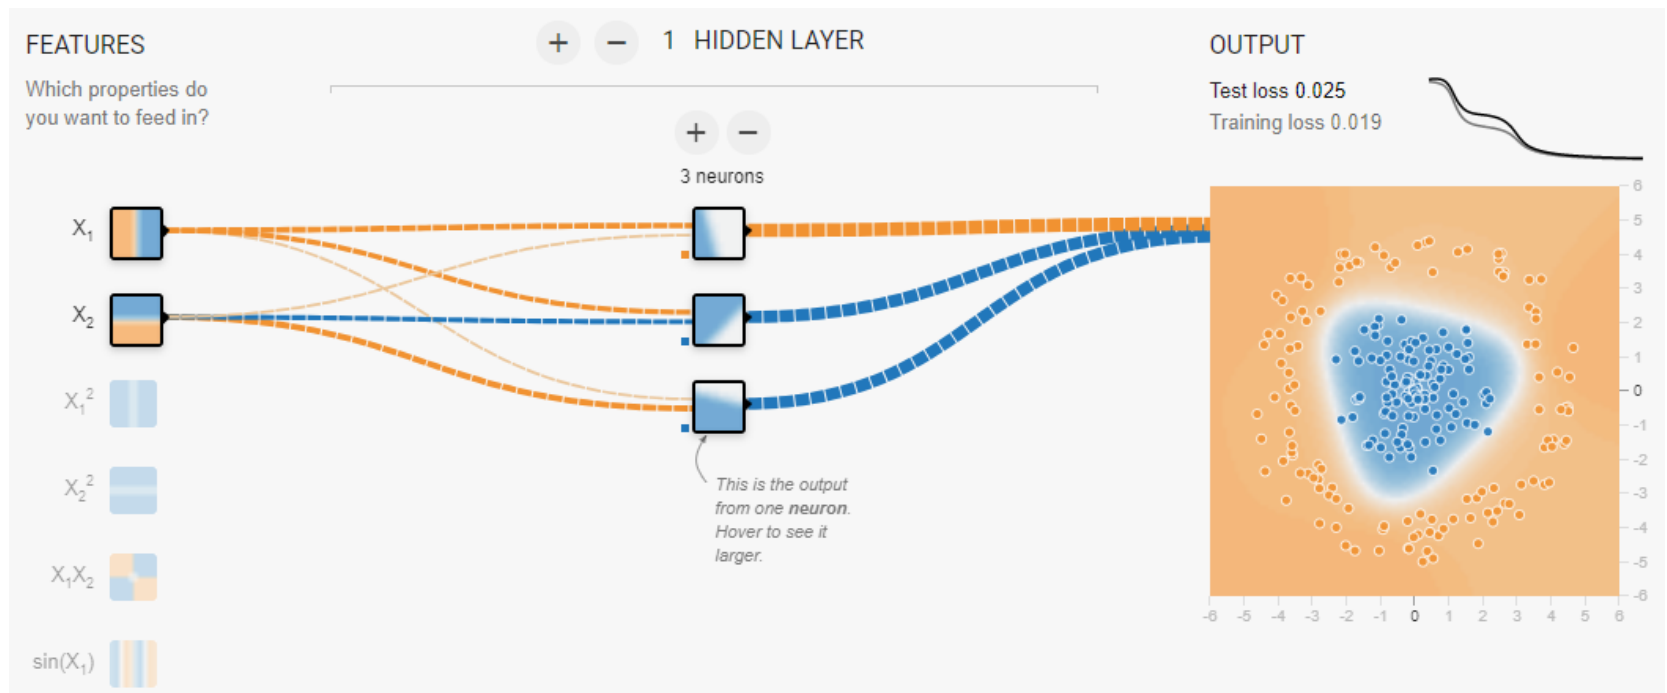 FEATURES
Which properties do
you want to feed in?
+ − 1 HIDDEN LAYER
+ −
3 neurons
X₁
X₂
X₁²
X₂²
X₁X₂
sin(X₁)
This is the output
from one neuron.
Hover to see it
larger.
OUTPUT
Test loss 0.025
Training loss 0.019
6
5
4
3
2
1
0
-1
-2
-3
-4
-5
-6
-6 -5 -4 -3 -2 -1 0 1 2 3 4 5 6